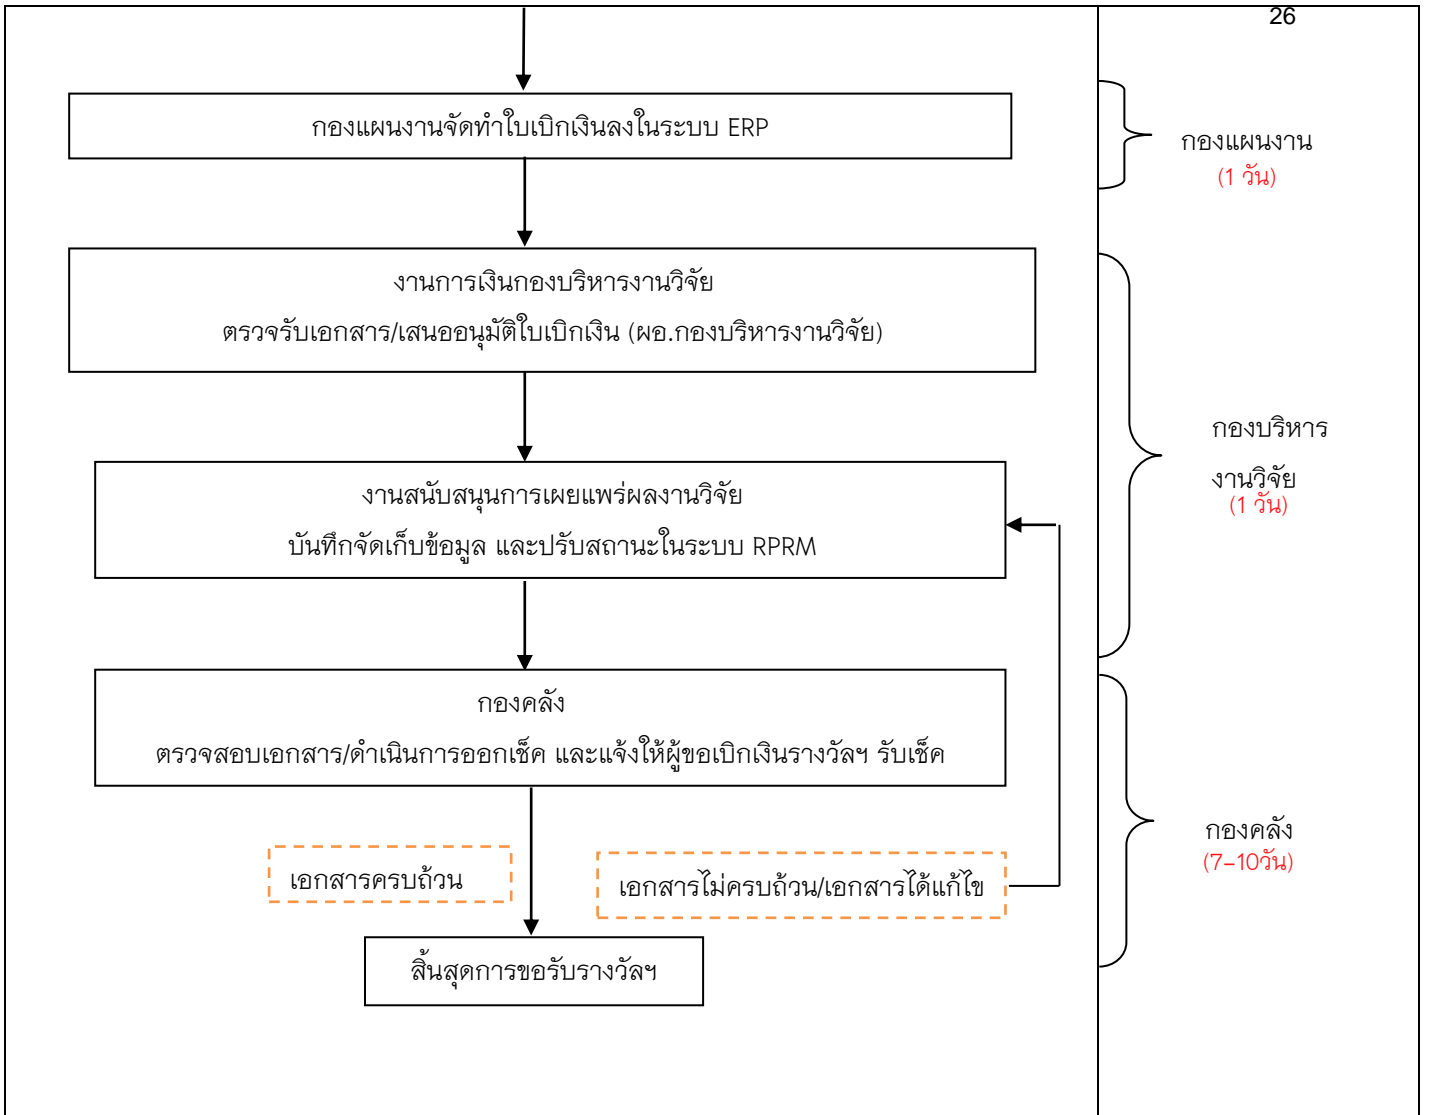 26
กองแผนงานจัดทำใบเบิกเงินลงในระบบ ERP
กองแผนงาน
(1 วัน)
งานการเงินกองบริหารงานวิจัย
ตรวจรับเอกสาร/เสนออนุมัติใบเบิกเงิน (ผอ.กองบริหารงานวิจัย)
กองบริหาร
งานวิจัย
(1 วัน)
งานสนับสนุนการเผยแพร่ผลงานวิจัย
บันทึกจัดเก็บข้อมูล และปรับสถานะในระบบ RPRM
กองคลัง
ตรวจสอบเอกสาร/ดำเนินการออกเช็ค และแจ้งให้ผู้ขอเบิกเงินรางวัลฯ รับเช็ค
กองคลัง
(7-10วัน)
เอกสารครบถ้วน
เอกสารไม่ครบถ้วน/เอกสารได้แก้ไข
สิ้นสุดการขอรับรางวัลฯ